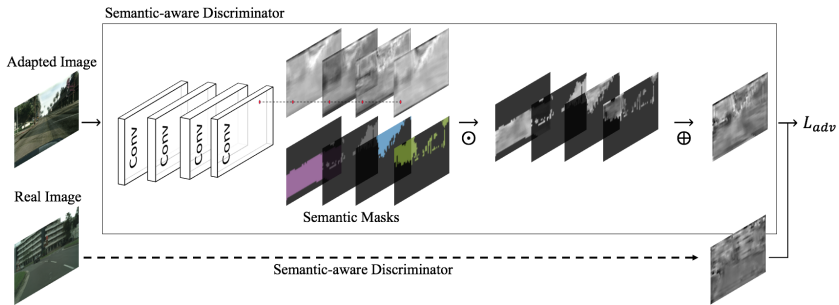 Semantic-aware Discriminator
Adapted Image
Conv
Conv
Conv
Conv
Semantic Masks
L_adv
Real Image
Semantic-aware Discriminator